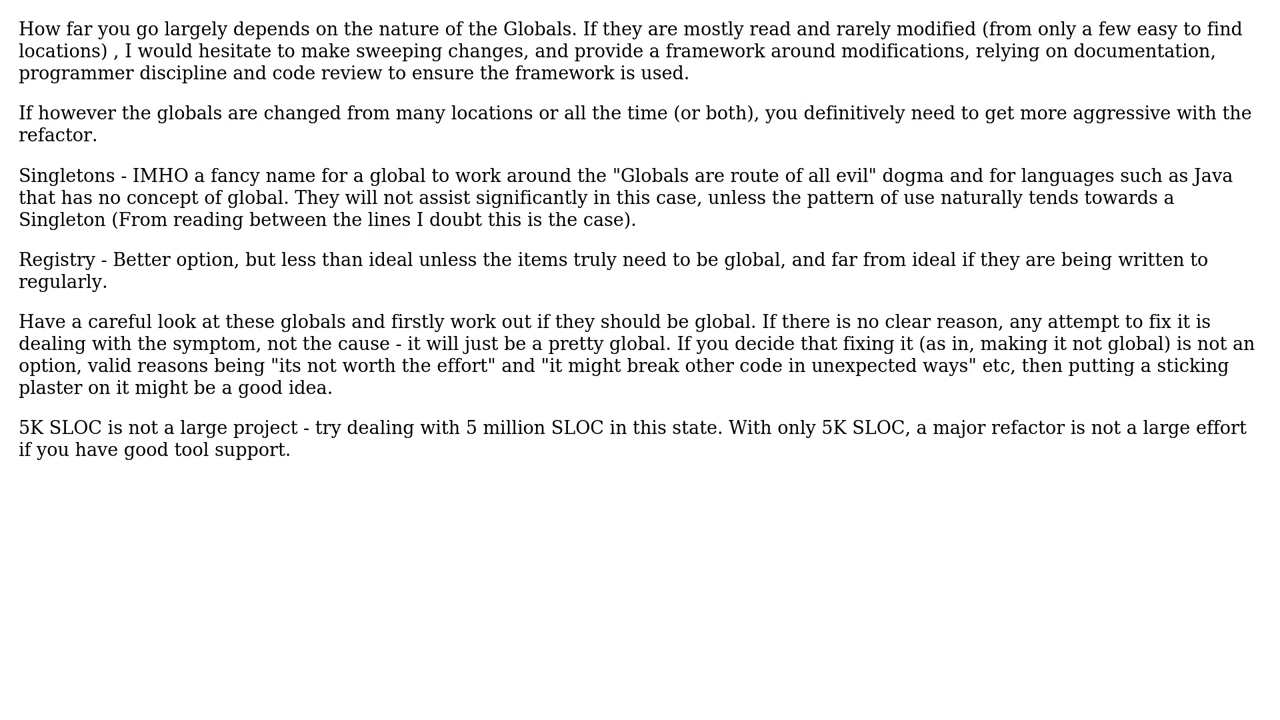 How far you go largely depends on the nature of the Globals. If they are mostly read and rarely modified (from only a few easy to find
locations) , I would hesitate to make sweeping changes, and provide a framework around modifications, relying on documentation,
programmer discipline and code review to ensure the framework is used.
If however the globals are changed from many locations or all the time (or both), you definitively need to get more aggressive with the
refactor.
Singletons - IMHO a fancy name for a global to work around the "Globals are route of all evil" dogma and for languages such as Java
that has no concept of global. They will not assist significantly in this case, unless the pattern of use naturally tends towards a
Singleton (From reading between the lines I doubt this is the case).
Registry - Better option, but less than ideal unless the items truly need to be global, and far from ideal if they are being written to
regularly.
Have a careful look at these globals and firstly work out if they should be global. If there is no clear reason, any attempt to fix it is
dealing with the symptom, not the cause - it will just be a pretty global. If you decide that fixing it (as in, making it not global) is not an
option, valid reasons being "its not worth the effort" and "it might break other code in unexpected ways" etc, then putting a sticking
plaster on it might be a good idea.
5K SLOC is not a large project - try dealing with 5 million SLOC in this state. With only 5K SLOC, a major refactor is not a large effort
if you have good tool support.